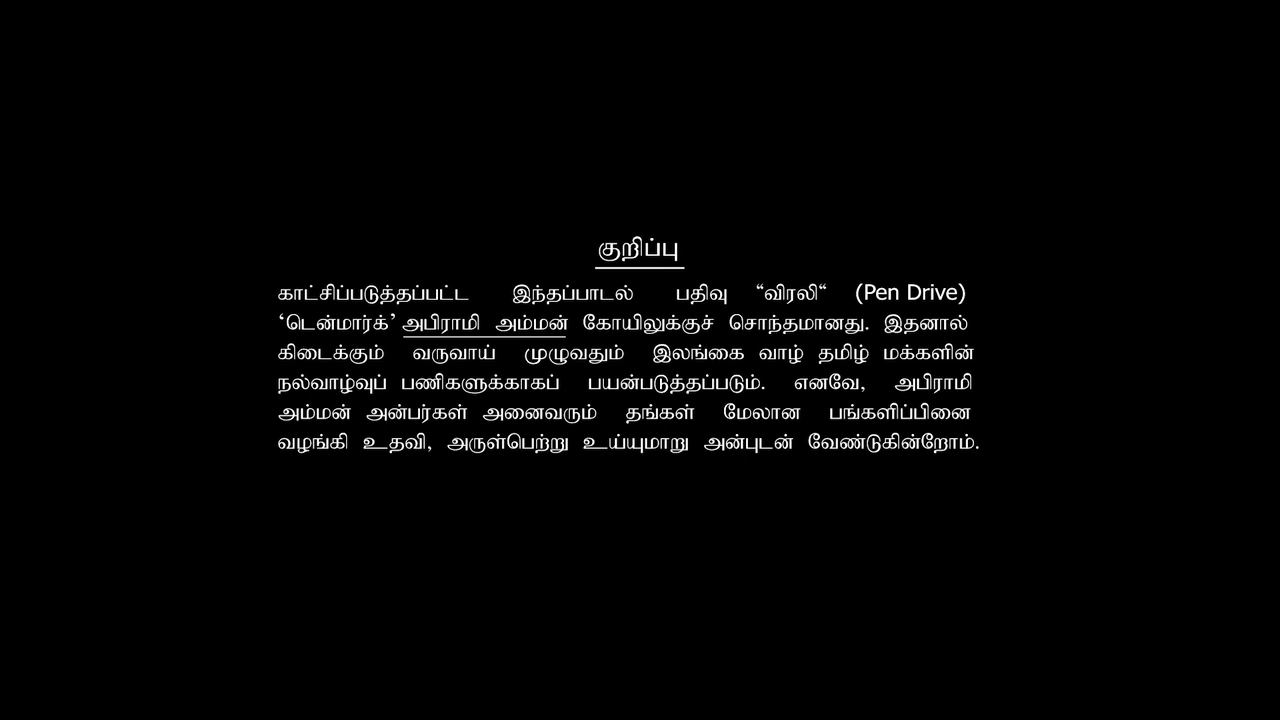 குறிப்பு
காட்சிப்படுத்தப்பட்ட இந்தப்பாடல் பதிவு “விரலி“ (Pen Drive)
‘டென்மார்க்’ அபிராமி அம்மன் கோயிலுக்குச் சொந்தமானது. இதனால்
கிடைக்கும் வருவாய் முழுவதும் இலங்கை வாழ் தமிழ் மக்களின்
நல்வாழ்வுப் பணிகளுக்காகப் பயன்படுத்தப்படும். எனவே, அபிராமி
அம்மன் அன்பர்கள் அனைவரும் தங்கள் மேலான பங்களிப்பினை
வழங்கி உதவி, அருள்பெற்று உய்யுமாறு அன்புடன் வேண்டுகின்றோம்.